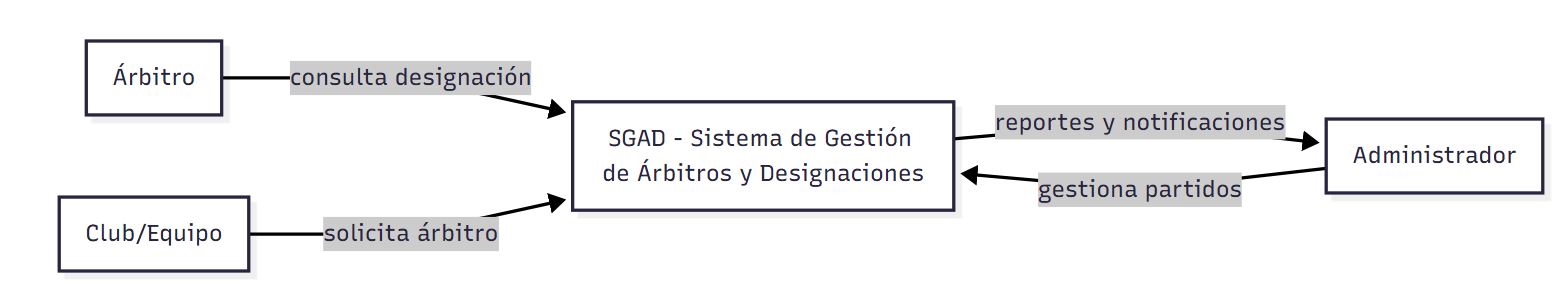 Árbitro
consulta designación
SGAD - Sistema de Gestión
de Árbitros y Designaciones
reportes y notificaciones
Administrador
gestiona partidos
Club/Equipo
solicita árbitro